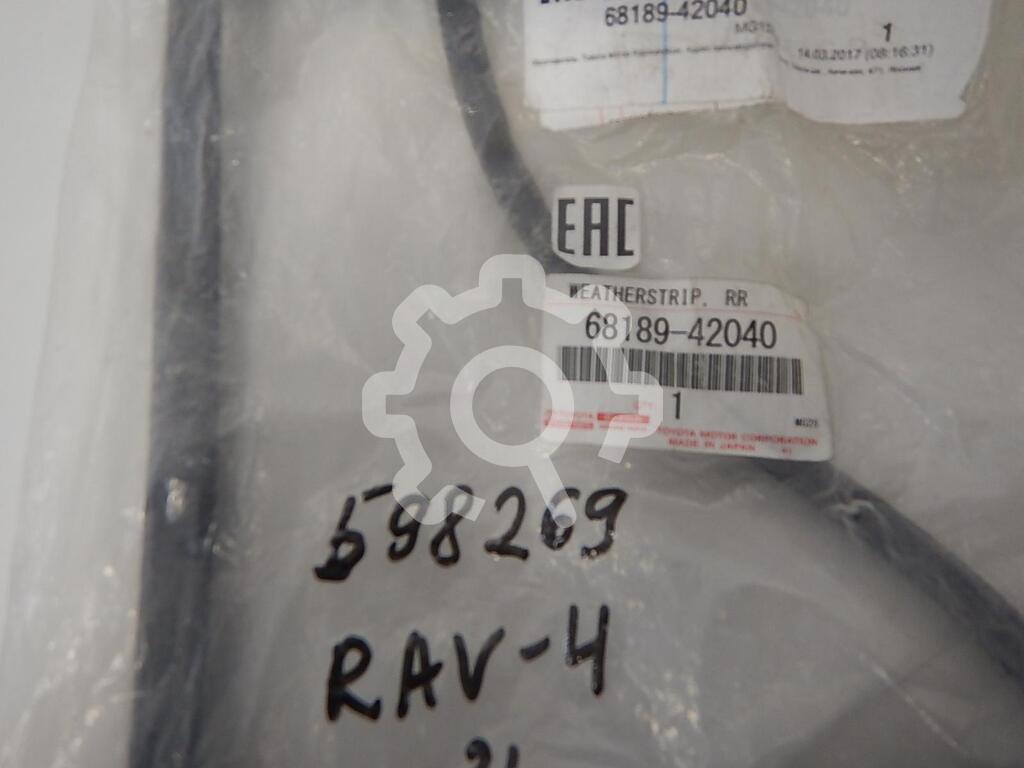 68189-42040
1
14.03.2017 (08:16:31)
EAC
WEATHERSTRIP, RR
68189-42040
1
TOYOTA MOTOR CORPORATION
MADE IN JAPAN
598269
RAV-4